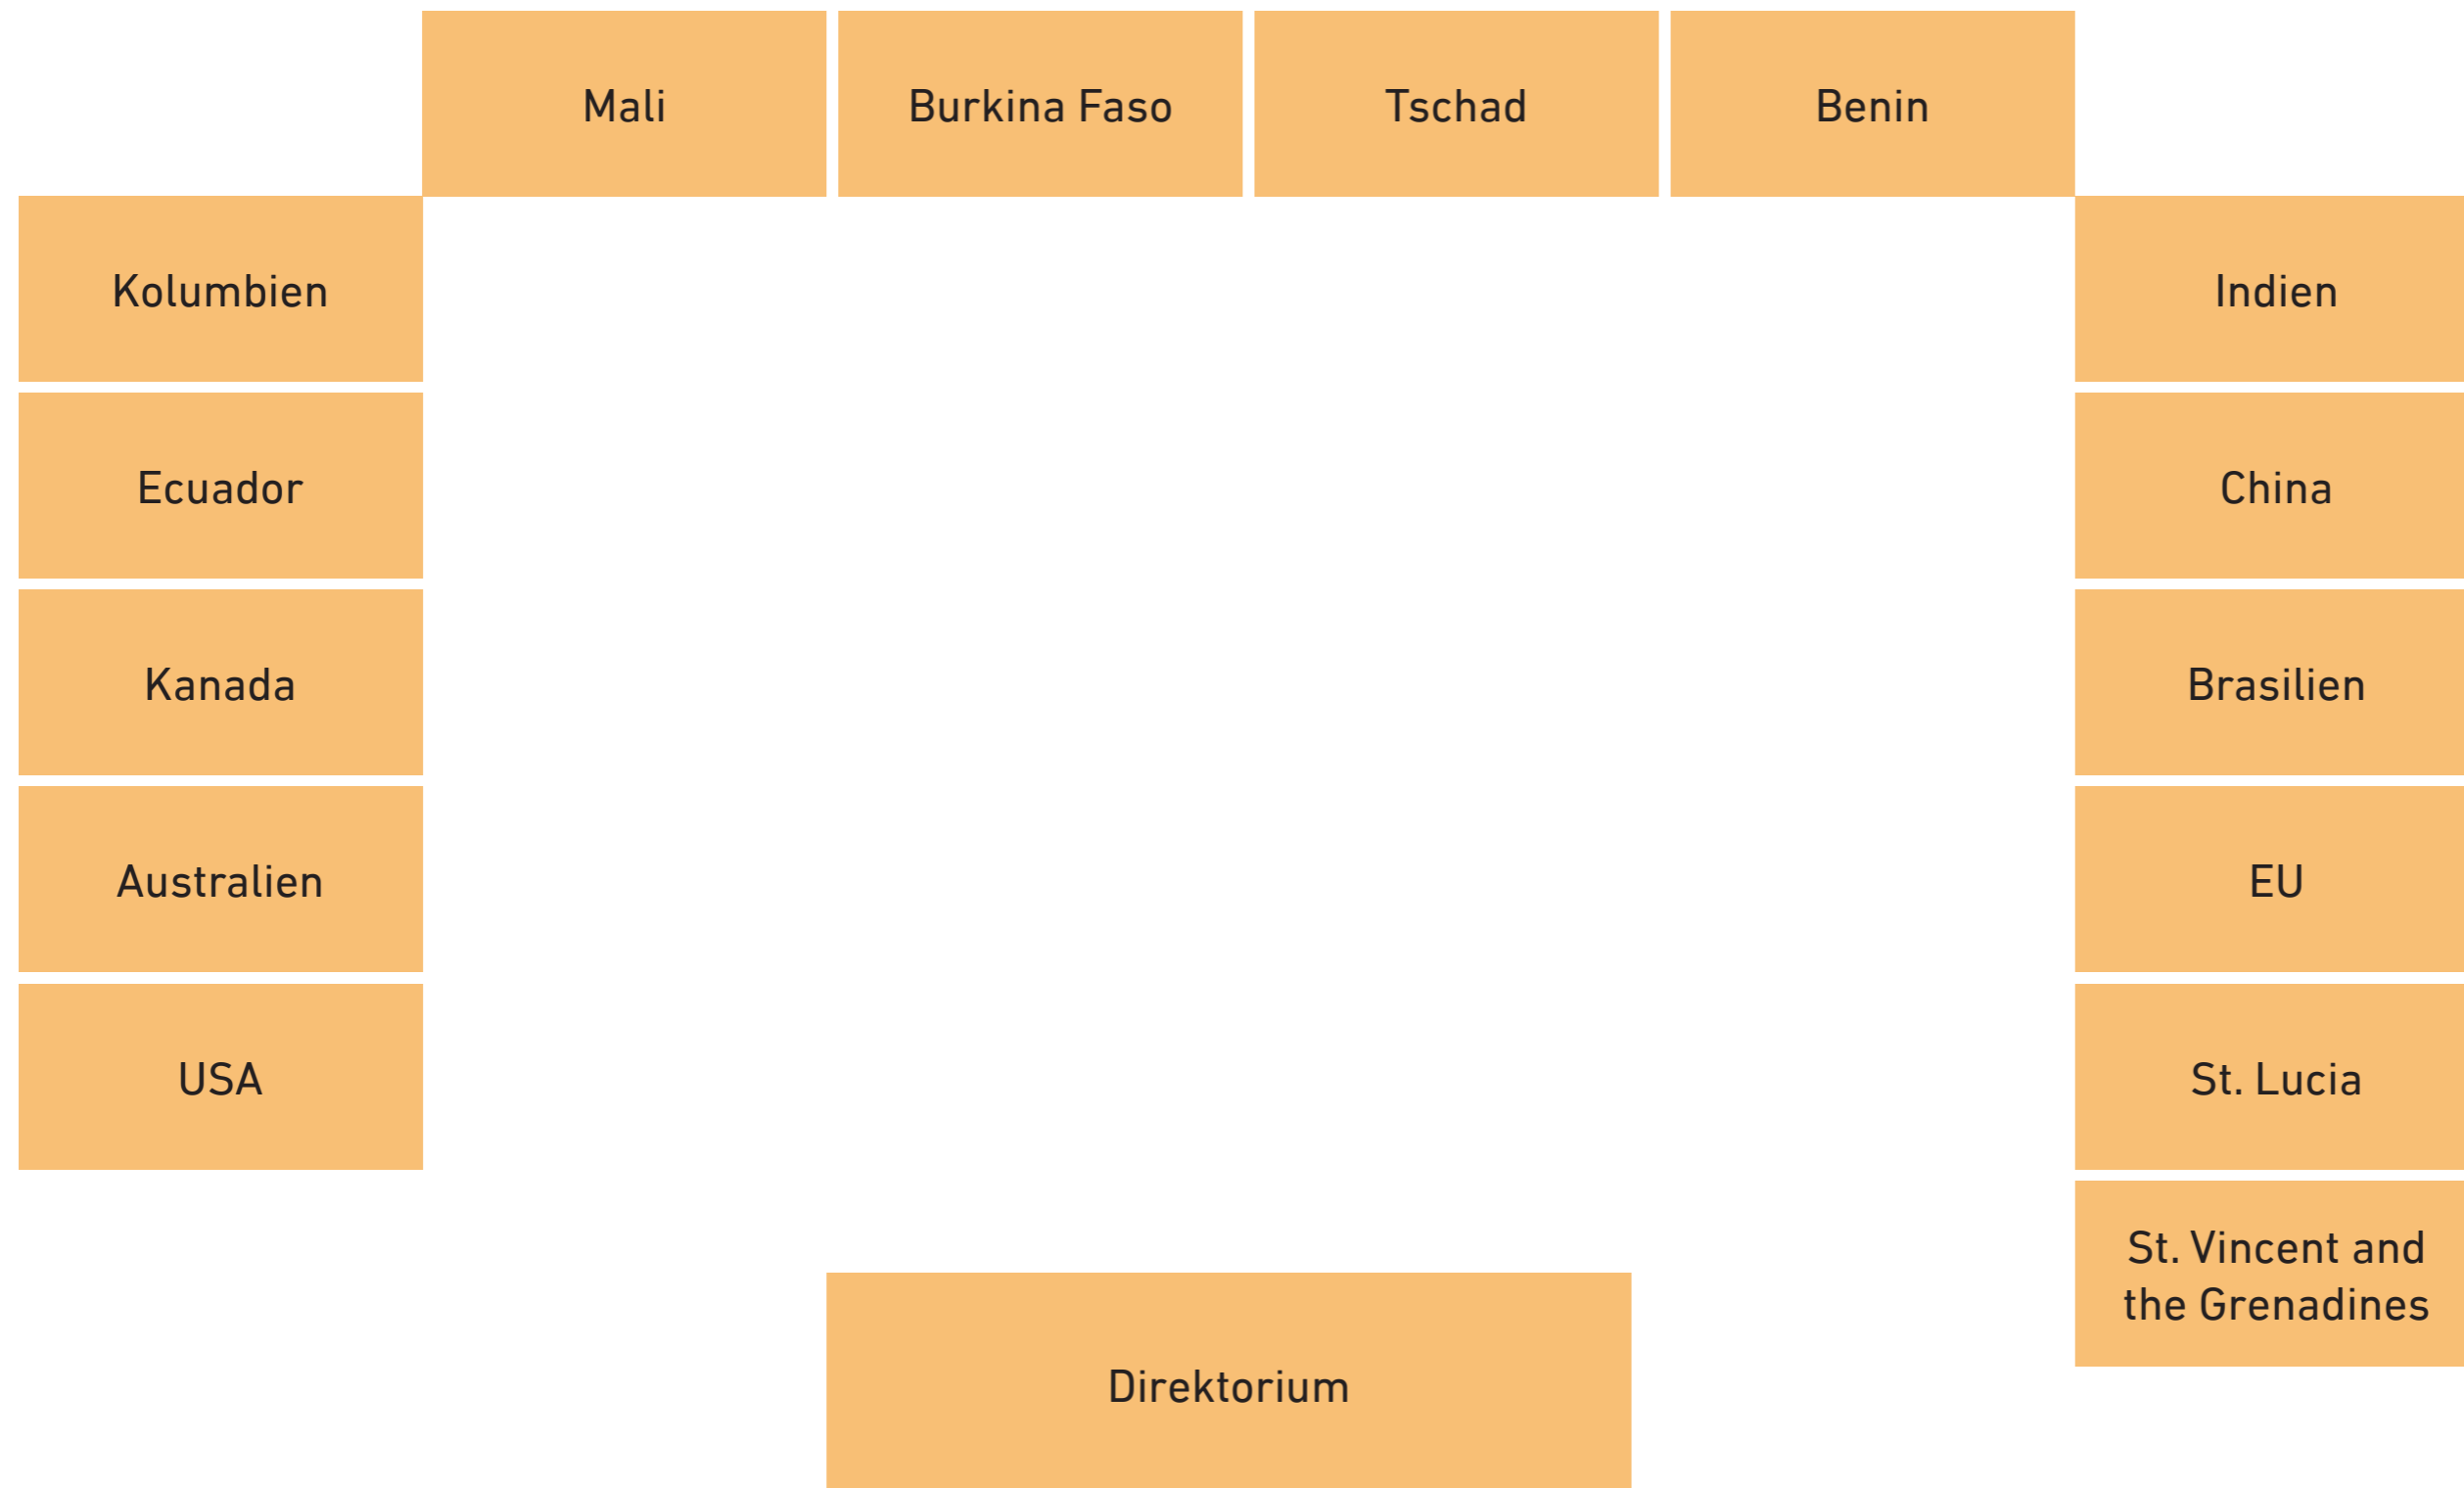 Mali
Burkina Faso
Tschad
Benin
Kolumbien
Indien
Ecuador
China
Kanada
Brasilien
Australien
EU
USA
St. Lucia
St. Vincent and
the Grenadines
Direktorium